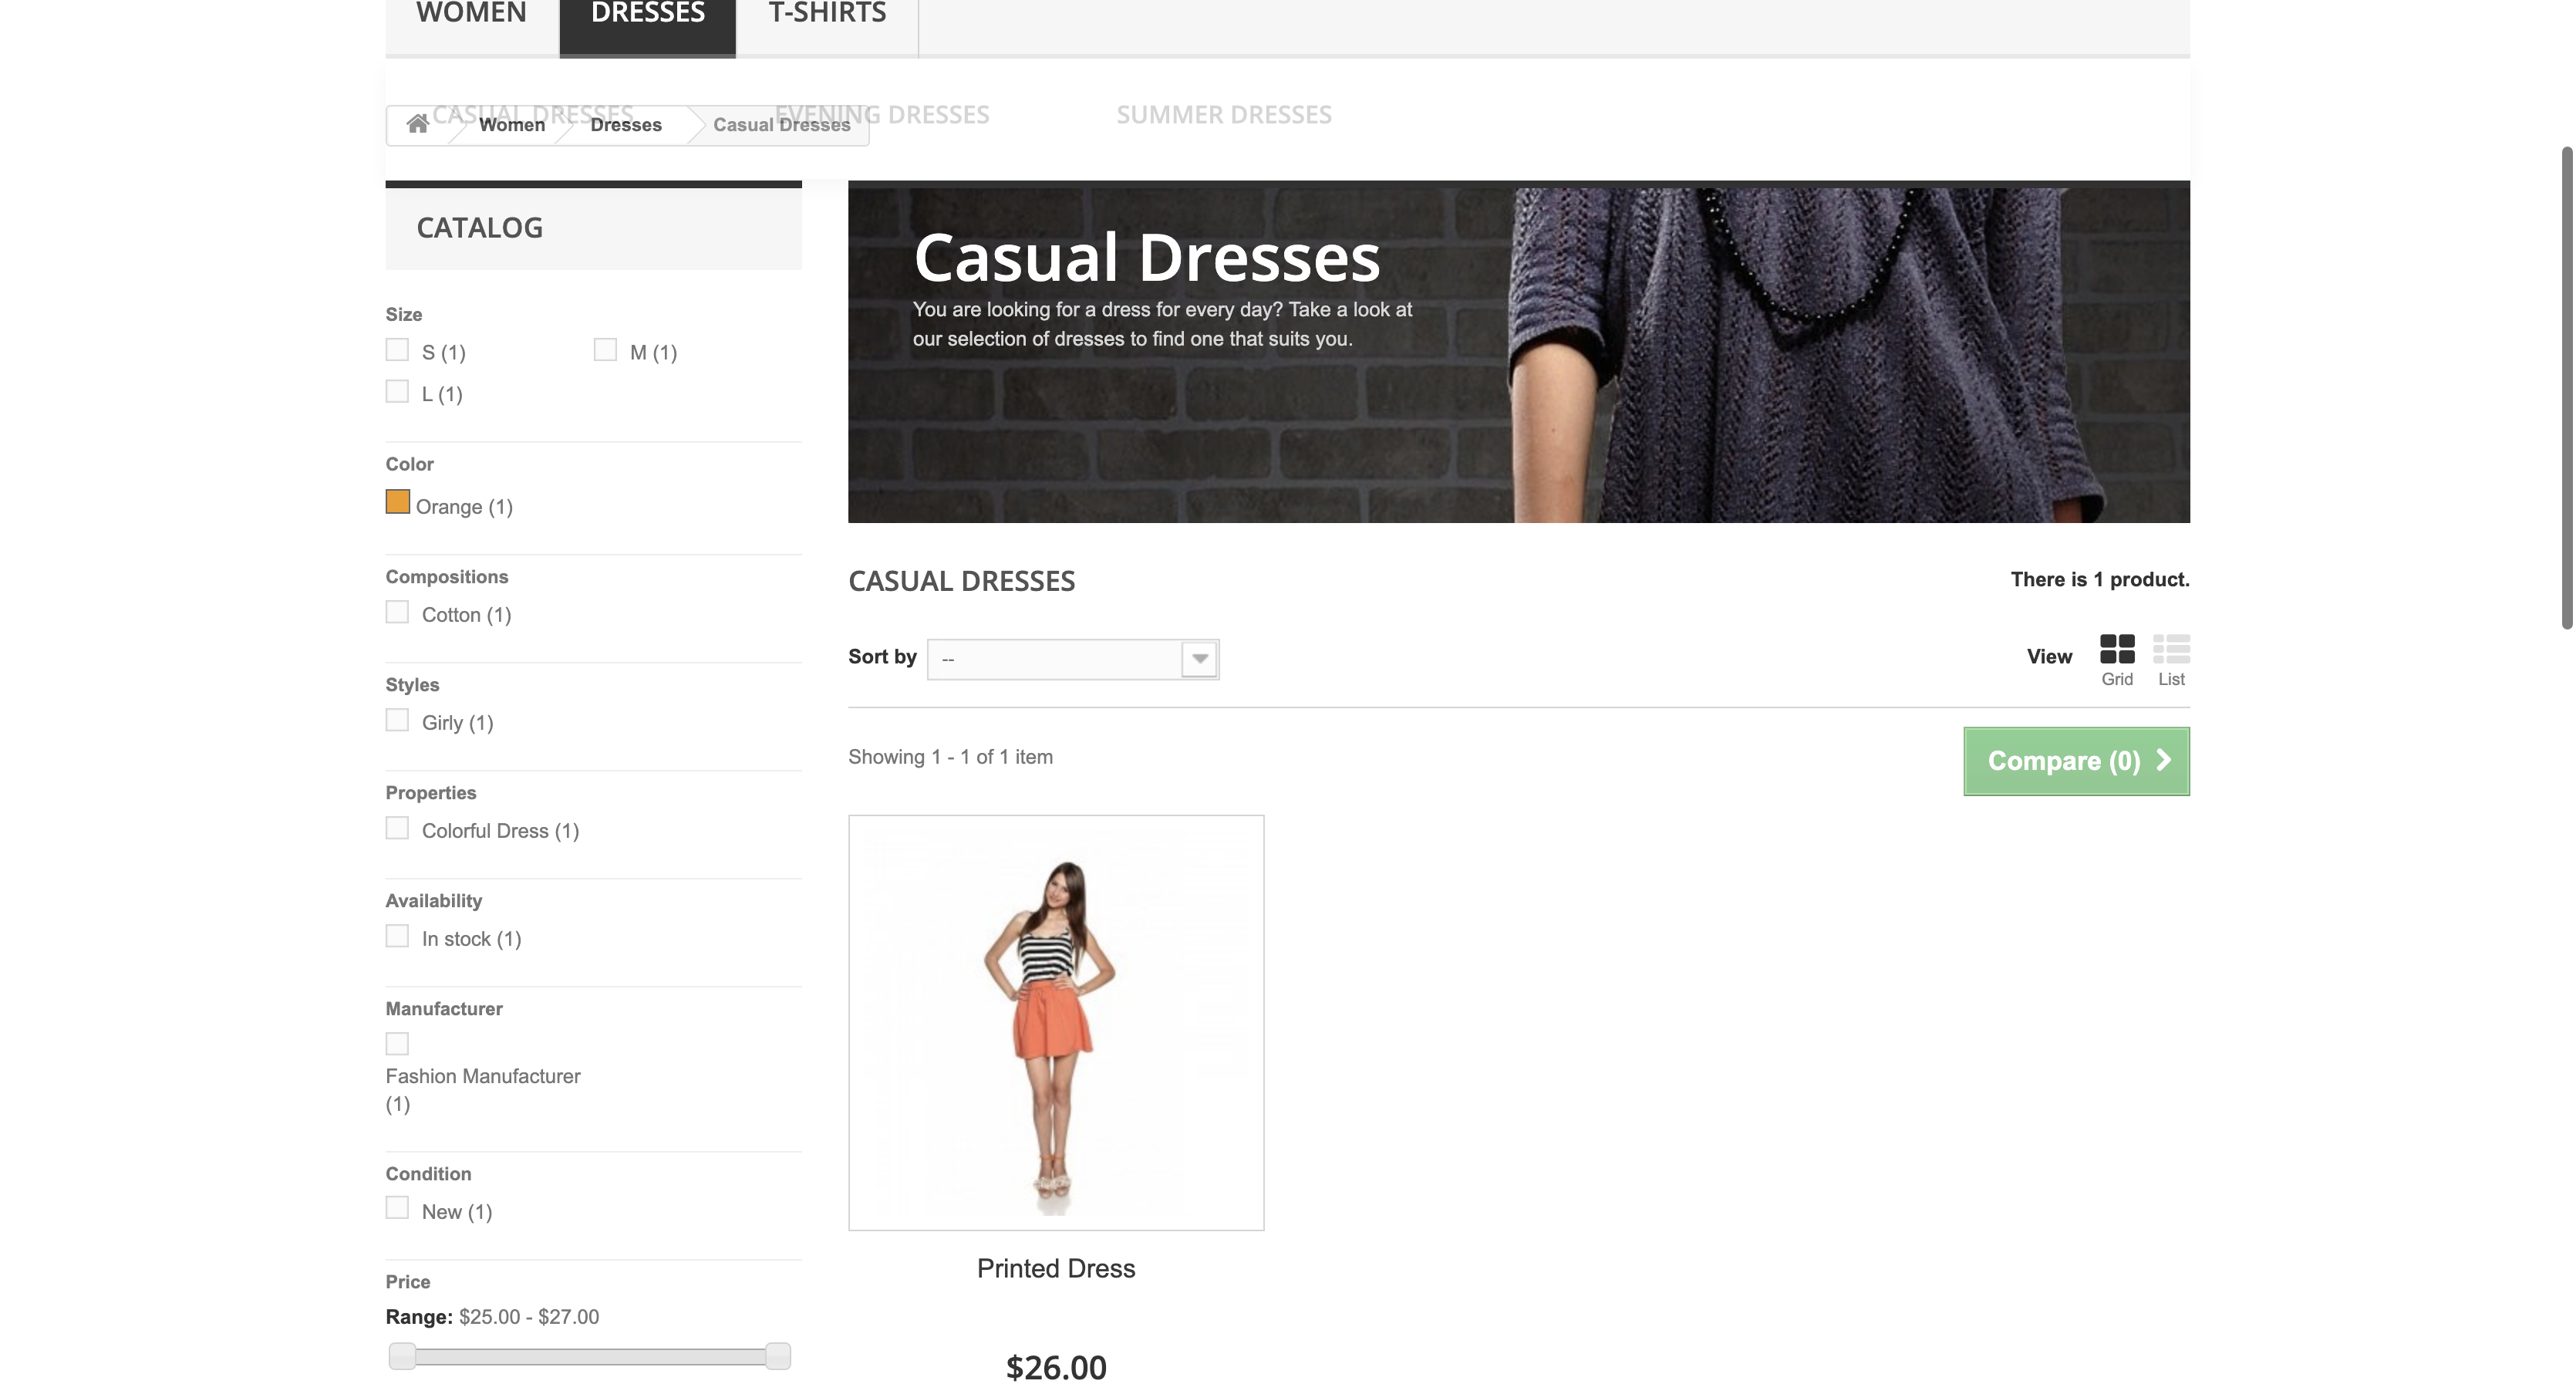 WOMEN
DRESSES
T-SHIRTS
CASUAL DRESSES
EVENING DRESSES
SUMMER DRESSES
Women
Dresses
Casual Dresses
CATALOG
Size
S (1)
M (1)
L (1)
Color
Orange (1)
Compositions
Cotton (1)
Styles
Girly (1)
Properties
Colorful Dress (1)
Availability
In stock (1)
Manufacturer
Fashion Manufacturer
(1)
Condition
New (1)
Price
Range: $25.00 - $27.00
Casual Dresses
You are looking for a dress for every day? Take a look at
our selection of dresses to find one that suits you.
CASUAL DRESSES
There is 1 product.
Sort by
--
View
Grid
List
Showing 1 - 1 of 1 item
Compare (0)
Printed Dress
$26.00